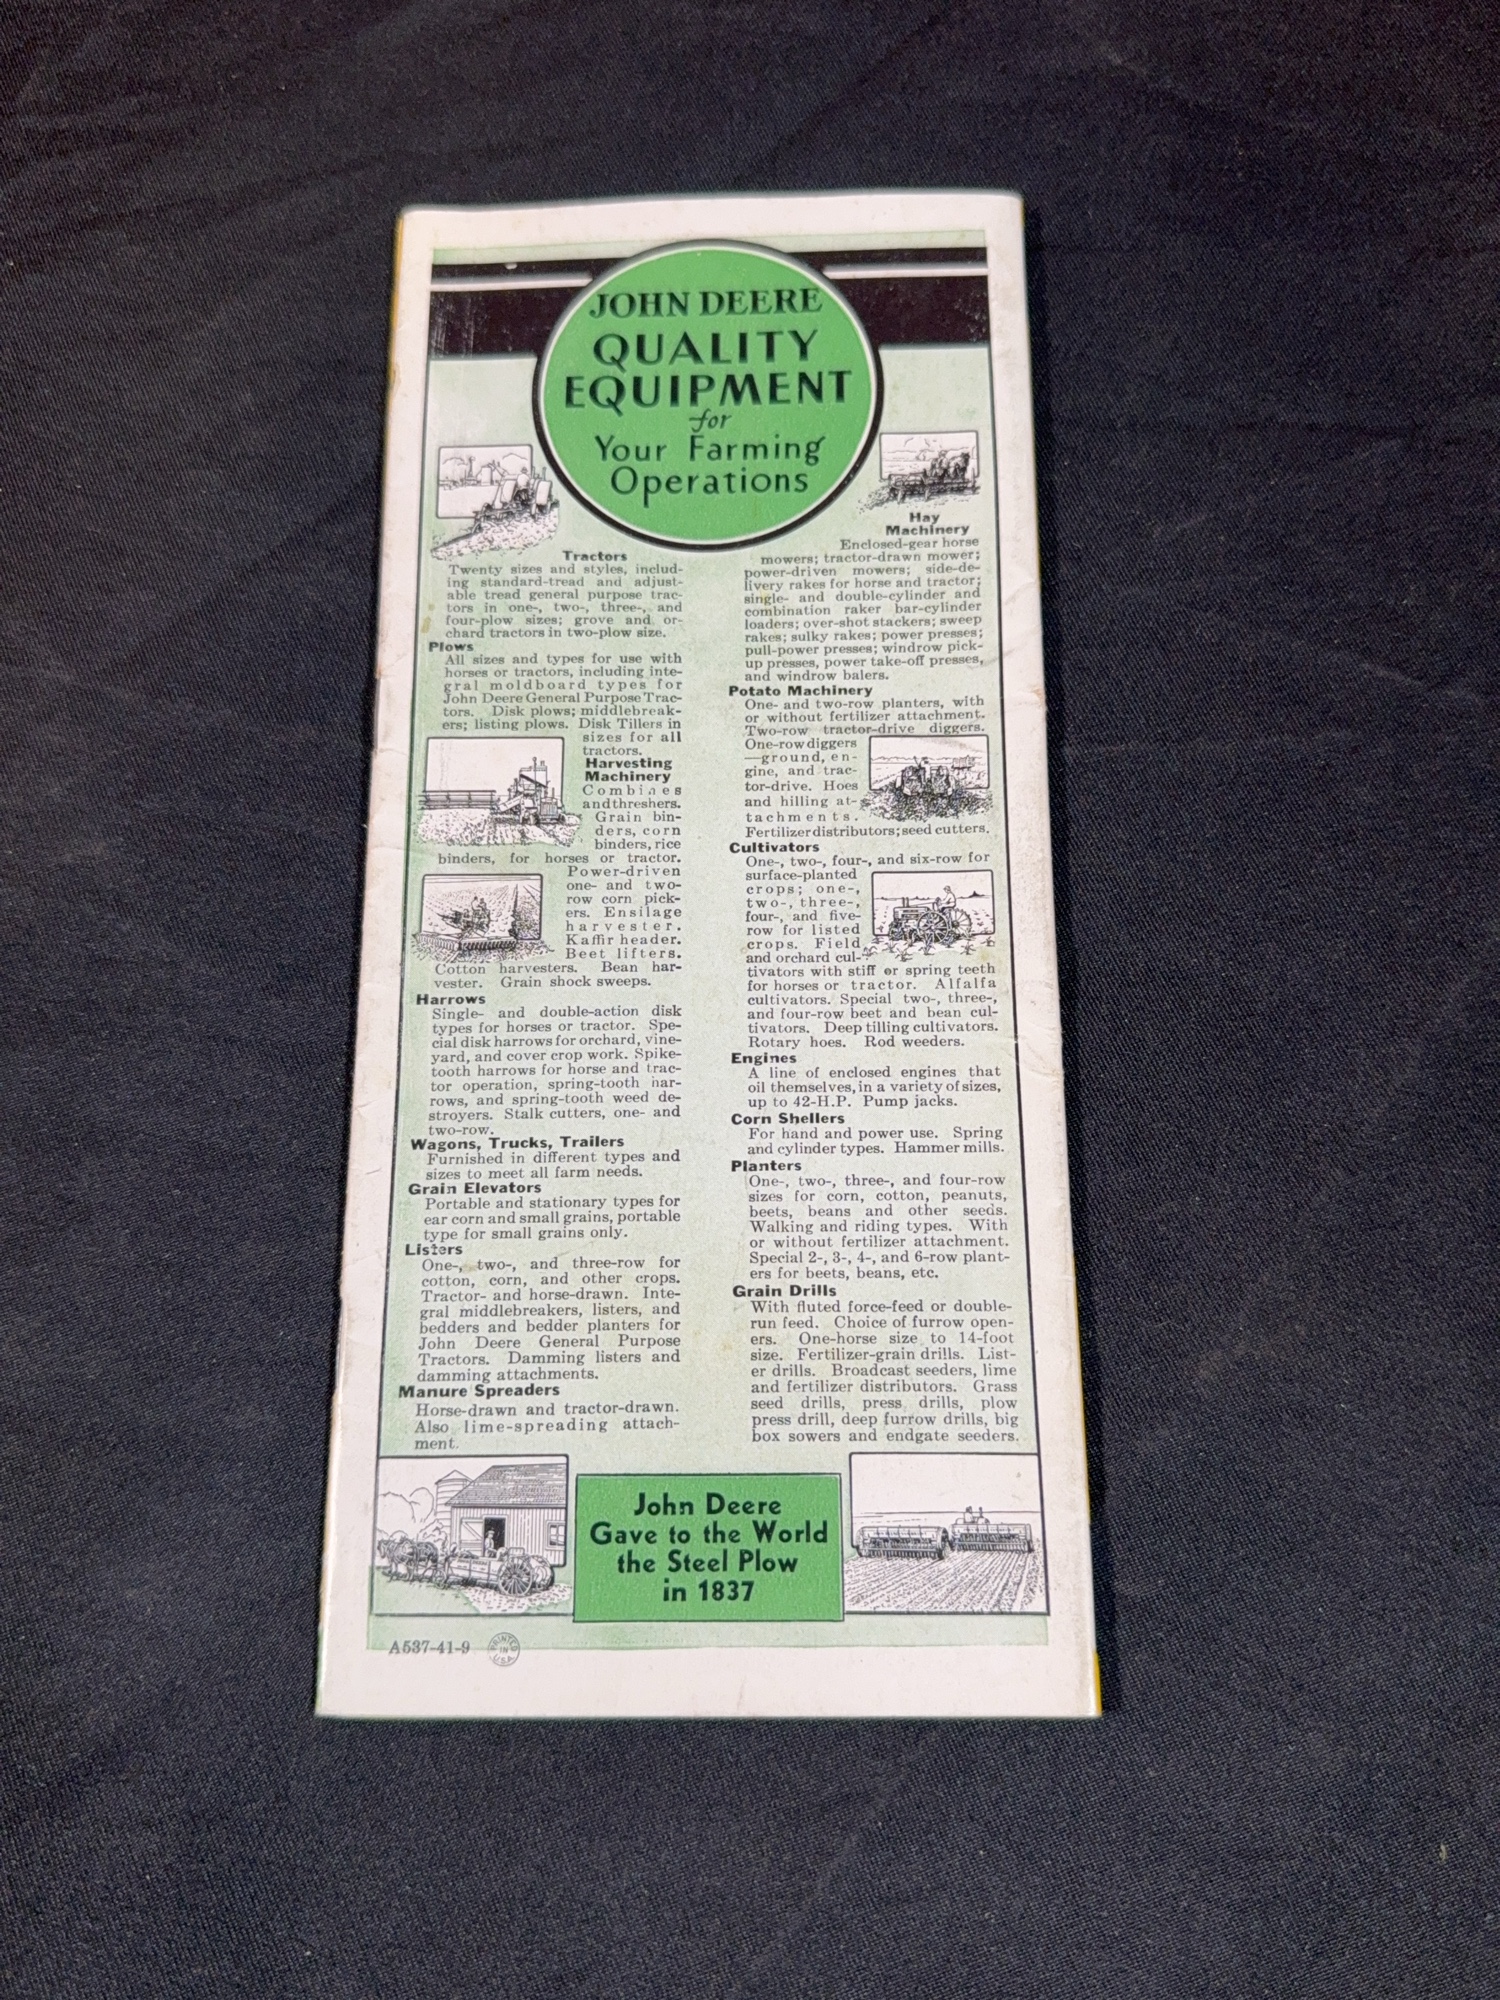 JOHN DEERE
QUALITY
EQUIPMENT
for
Your Farming
Operations
Tractors
Twenty sizes and styles, includ-
ing standard-tread and adjust-
able tread general purpose trac-
tors in one-, two-, three-, and
four-plow sizes; grove and or-
chard tractors in two-plow size.
Plows
All sizes and types for use with
horses or tractors, including inte-
gral moldboard types for
John Deere General Purpose Trac-
tors. Disk plows; middlebreak-
ers; listing plows. Disk Tillers in
sizes for all
tractors.
Harvesting
Machinery
Combines
and threshers.
Grain bin-
ders, corn
binders, rice
binders, for horses or tractor.
Power-driven
one- and two-
row corn pick-
ers. Ensilage
harvester.
Kaffir header.
Beet lifters.
Cotton harvesters. Bean har-
vester. Grain shock sweeps.
Harrows
Single- and double-action disk
types for horses or tractor. Spe-
cial disk harrows for orchard, vine-
yard, and cover crop work. Spike-
tooth harrows for horse and trac-
tor operation, spring-tooth har-
rows, and spring-tooth weed de-
stroyers. Stalk cutters, one- and
two-row.
Wagons, Trucks, Trailers
Furnished in different types and
sizes to meet all farm needs.
Grain Elevators
Portable and stationary types for
ear corn and small grains, portable
type for small grains only.
Listers
One-, two-, and three-row for
cotton, corn, and other crops.
Tractor- and horse-drawn. Inte-
gral middlebreakers, listers, and
bedders and bedder planters for
John Deere General Purpose
Tractors. Damming listers and
damming attachments.
Manure Spreaders
Horse-drawn and tractor-drawn.
Also lime-spreading attach-
ment.
Hay
Machinery
Enclosed-gear horse
mowers; tractor-drawn mower;
power-driven mowers; side-de-
livery rakes for horse and tractor;
single- and double-cylinder and
combination raker bar-cylinder
loaders; over-shot stackers; sweep
rakes; sulky rakes; power presses;
pull-power presses; windrow pick-
up presses, power take-off presses,
and windrow balers.
Potato Machinery
One- and two-row planters, with
or without fertilizer attachment.
Two-row tractor-drive diggers.
One-row diggers
—ground, en-
gine, and trac-
tor-drive. Hoes
and hilling at-
tachments.
Fertilizer distributors; seed cutters.
Cultivators
One-, two-, four-, and six-row for
surface-planted
crops; one-,
two-, three-,
four-, and five-
row for listed
crops. Field
and orchard cul-
tivators with stiff or spring teeth
for horses or tractor. Alfalfa
cultivators. Special two-, three-,
and four-row beet and bean cul-
tivators. Deep tilling cultivators.
Rotary hoes. Rod weeders.
Engines
A line of enclosed engines that
oil themselves, in a variety of sizes,
up to 42-H.P. Pump jacks.
Corn Shellers
For hand and power use. Spring
and cylinder types. Hammer mills.
Planters
One-, two-, three-, and four-row
sizes for corn, cotton, peanuts,
beets, beans and other seeds.
Walking and riding types. With
or without fertilizer attachment.
Special 2-, 3-, 4-, and 6-row plant-
ers for beets, beans, etc.
Grain Drills
With fluted force-feed or double-
run feed. Choice of furrow open-
ers. One-horse size to 14-foot
size. Fertilizer-grain drills. List-
er drills. Broadcast seeders, lime
and fertilizer distributors. Grass
seed drills, press drills, plow
press drill, deep furrow drills, big
box sowers and endgate seeders.
John Deere
Gave to the World
the Steel Plow
in 1837
A537-41-9
PRINTED
IN
U.S.A.